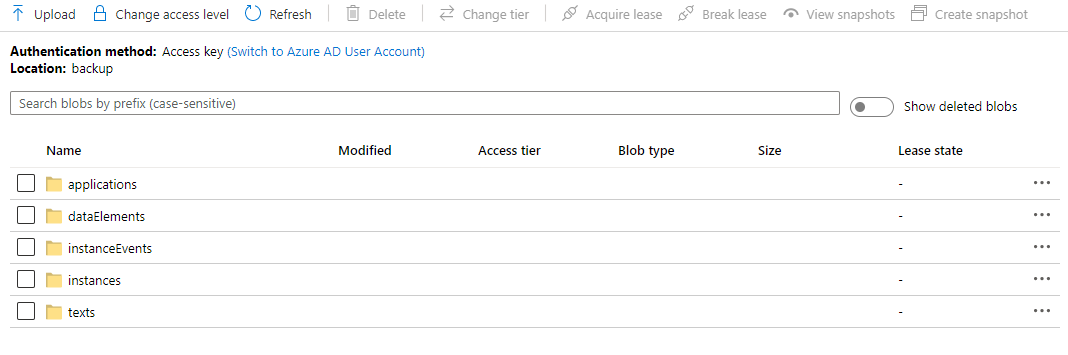 Upload Change access level Refresh Delete Change tier Acquire lease Break lease View snapshots Create snapshot
Authentication method: Access key (Switch to Azure AD User Account)
Location: backup
Search blobs by prefix (case-sensitive) Show deleted blobs
Name Modified Access tier Blob type Size Lease state
applications - ...
dataElements - ...
instanceEvents - ...
instances - ...
texts - ...